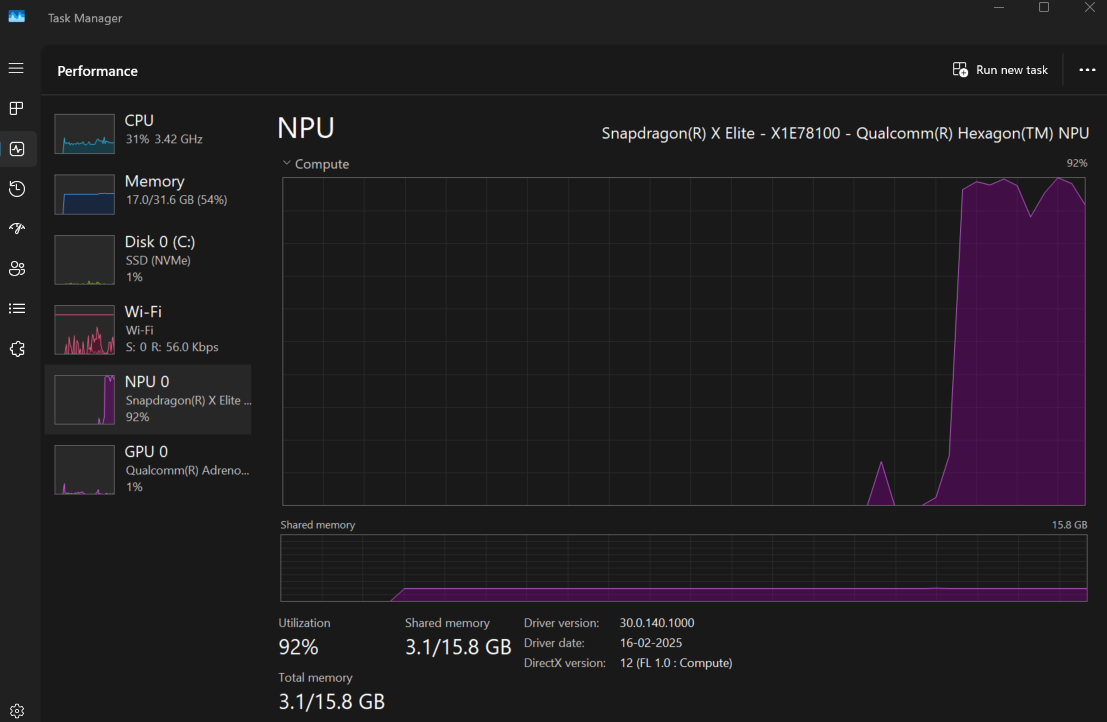 Task Manager
Performance
Run new task
CPU
31% 3.42 GHz
Memory
17.0/31.6 GB (54%)
Disk 0 (C:)
SSD (NVMe)
1%
Wi-Fi
Wi-Fi
S: 0 R: 56.0 Kbps
NPU 0
Snapdragon(R) X Elite ...
92%
GPU 0
Qualcomm(R) Adreno...
1%
NPU
Snapdragon(R) X Elite - X1E78100 - Qualcomm(R) Hexagon(TM) NPU
Compute
92%
Shared memory
15.8 GB
Utilization
92%
Shared memory
3.1/15.8 GB
Driver version: 30.0.140.1000
Driver date: 16-02-2025
DirectX version: 12 (FL 1.0 : Compute)
Total memory
3.1/15.8 GB